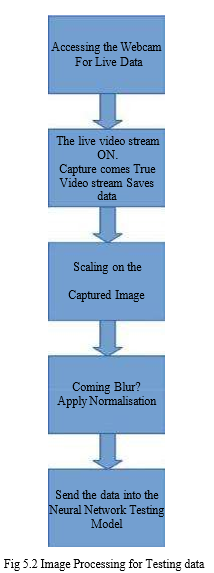 Accessing the Webcam
For Live Data
The live video stream
ON.
Capture comes True
Video stream Saves
data
Scaling on the
Captured Image
Coming Blur?
Apply Normalisation
Send the data into the
Neural Network Testing
Model
Fig 5.2 Image Processing for Testing data